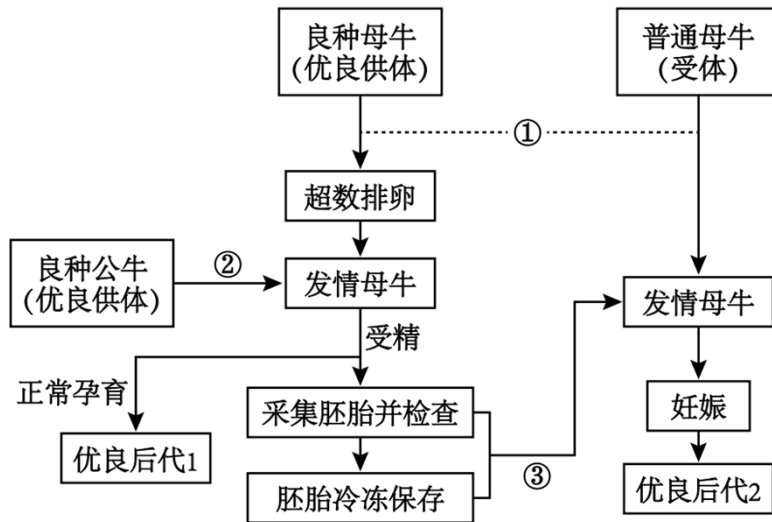 良种母牛
(优良供体)
普通母牛
(受体)
①
超数排卵
良种公牛
(优良供体)
②
发情母牛
发情母牛
受精
正常孕育
采集胚胎并检查
妊娠
优良后代1
③
胚胎冷冻保存
优良后代2